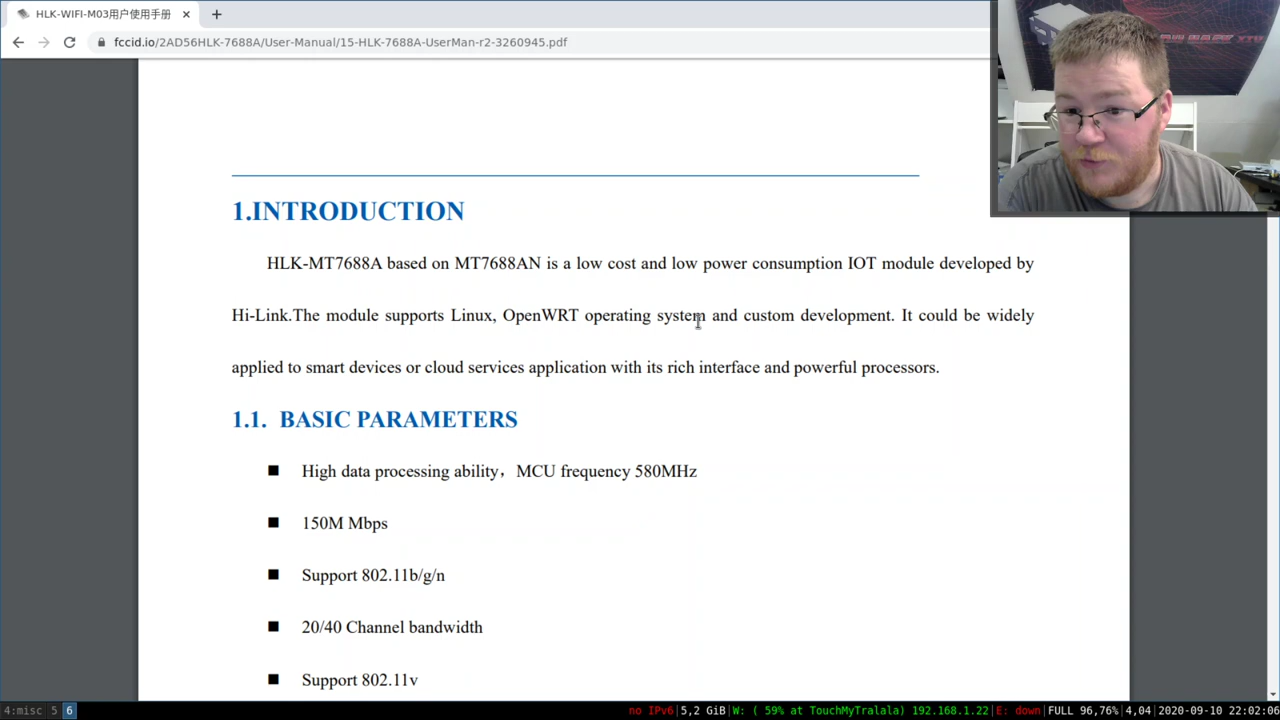 HLK-WIFI-M03用户使用手册
fccid.io/2AD56HLK-7688A/User-Manual/15-HLK-7688A-UserMan-r2-3260945.pdf
1.INTRODUCTION
HLK-MT7688A based on MT7688AN is a low cost and low power consumption IOT module developed by
Hi-Link.The module supports Linux, OpenWRT operating system and custom development. It could be widely
applied to smart devices or cloud services application with its rich interface and powerful processors.
1.1. BASIC PARAMETERS
■ High data processing ability，MCU frequency 580MHz
■ 150M Mbps
■ Support 802.11b/g/n
■ 20/40 Channel bandwidth
■ Support 802.11v
4:misc 5 6 no IPv6|5,2 GiB|W: ( 59% at TouchMyTralala) 192.168.1.22|E: down|FULL 96,76%|4,04|2020-09-10 22:02:06